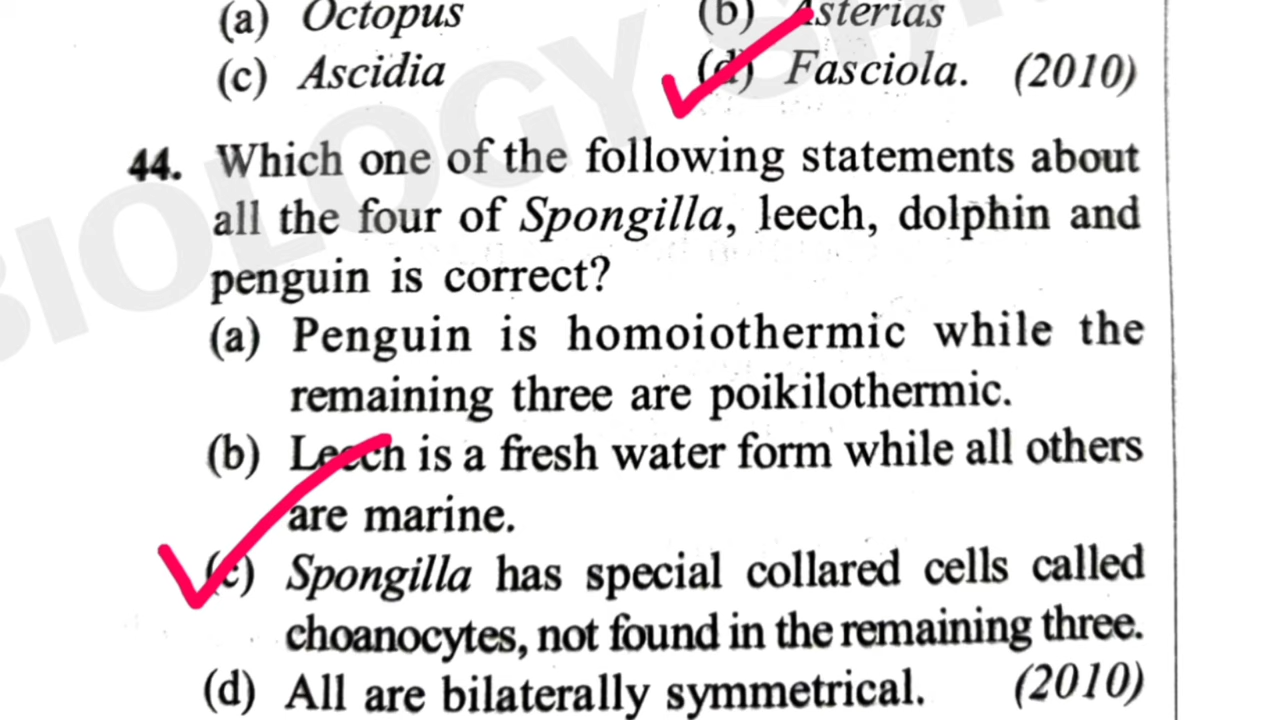 (a) Octopus (b) Asterias
(c) Ascidia (d) Fasciola. (2010)
44. Which one of the following statements about
all the four of Spongilla, leech, dolphin and
penguin is correct?
(a) Penguin is homoiothermic while the
remaining three are poikilothermic.
(b) Leech is a fresh water form while all others
are marine.
(c) Spongilla has special collared cells called
choanocytes, not found in the remaining three.
(d) All are bilaterally symmetrical. (2010)
BIOLOGY